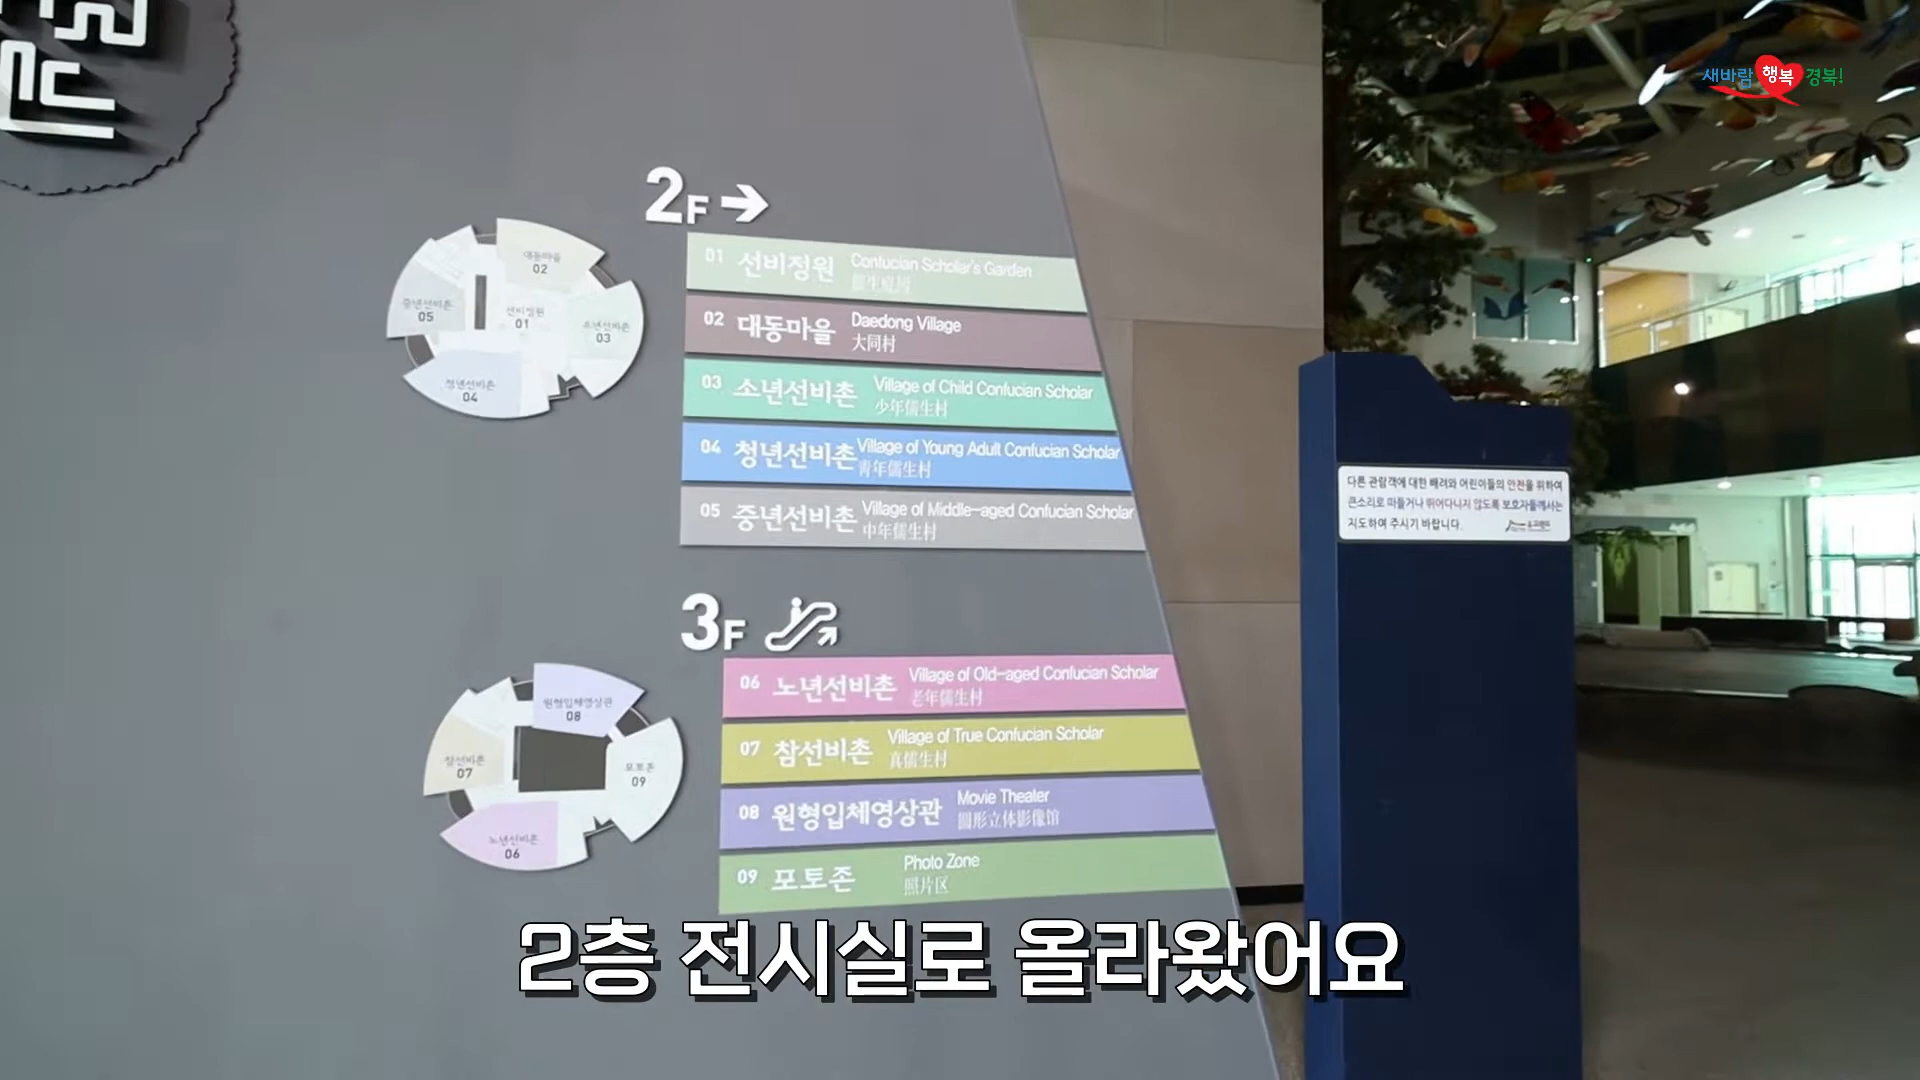 새바람 행복 경북!
2F
01 선비정원 Confucian Scholar's Garden
儒生庭园
02 대동마을 Daedong Village
大同村
03 소년선비촌 Village of Child Confucian Scholar
少年儒生村
04 청년선비촌 Village of Young Adult Confucian Scholar
青年儒生村
05 중년선비촌 Village of Middle-aged Confucian Scholar
中年儒生村
대동마을
02
중년선비촌
05
선비정원
01
소년선비촌
03
청년선비촌
04
3F
06 노년선비촌 Village of Old-aged Confucian Scholar
老年儒生村
07 참선비촌 Village of True Confucian Scholar
真儒生村
08 원형입체영상관 Movie Theater
圆形立体影像馆
09 포토존 Photo Zone
照片区
원형입체영상관
08
참선비촌
07
포토존
09
노년선비촌
06
다른 관람객에 대한 배려와 어린이들의 안전을 위하여
큰소리로 떠들거나 뛰어다니지 않도록 보호자들께서는
지도하여 주시기 바랍니다.
2층 전시실로 올라왔어요